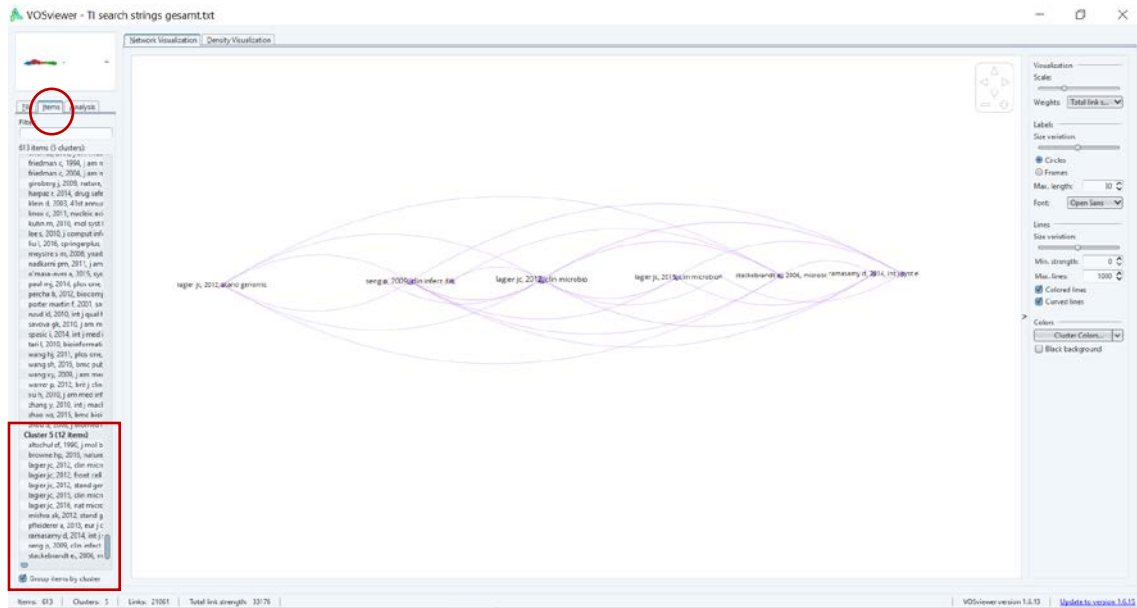 VOSviewer - TI search strings gesamt.txt
Network Visualization Density Visualization
File Items Analysis
Filter:
613 items (5 clusters):
friedman c, 1994, j am m
friedman c, 2004, j am m
ginsberg j, 2009, nature,
harpaz r, 2014, drug safe
klein d, 2003, 41st annua
knox c, 2011, nucleic aci
kuhn m, 2010, mol syst
lee s, 2010, j comput inf
liu l, 2016, springerplus,
meystre s m, 2008, yearb
nadkarni pm, 2011, j am
o'mara-eves a, 2015, sys
paul mj, 2014, plos one,
percha b, 2012, biocomp
porter martin f, 2001, sn
ruud kl, 2010, int j qual h
savova gk, 2010, j am m
spasic i, 2014, int j med i
tari l, 2010, bioinformati
wang hj, 2011, plos one,
wang sh, 2015, bmc pub
wang xy, 2009, j am me
warrer p, 2012, brit j clin
xu h, 2010, j am med inf
zhang y, 2010, int j mach
Cluster 5 (12 items)
altschul sf, 1990, j mol b
browne hp, 2016, nature
lagier jc, 2012, clin micro
lagier jc, 2012, front cell
lagier jc, 2012, stand gen
lagier jc, 2015, clin micro
lagier jc, 2016, nat micro
mishra ak, 2012, stand g
pfleiderer a, 2013, eur j c
ramasamy d, 2014, int j
seng p, 2009, clin infect
stackebrandt e, 2006, m
Group items by cluster
lagier jc, 2012, stand genomic
seng p, 2009, clin infect dis
lagier jc, 2012, clin microbio
lagier jc, 2015, clin microbiol
stackebrandt e, 2006, microbi
ramasamy d, 2014, int j syst e
Visualization
Scale:
Weights: Total link s...
Labels
Size variation:
Circles
Frames
Max. length: 30
Font: Open Sans
Lines
Size variation:
Min. strength: 0
Max. lines: 1000
Colored lines
Curved lines
>
Colors
Cluster Colors...
Black background
Items: 613 | Clusters: 5 | Links: 21061 | Total link strength: 33176 |
VOSviewer version 1.6.13 | Update to version 1.6.15